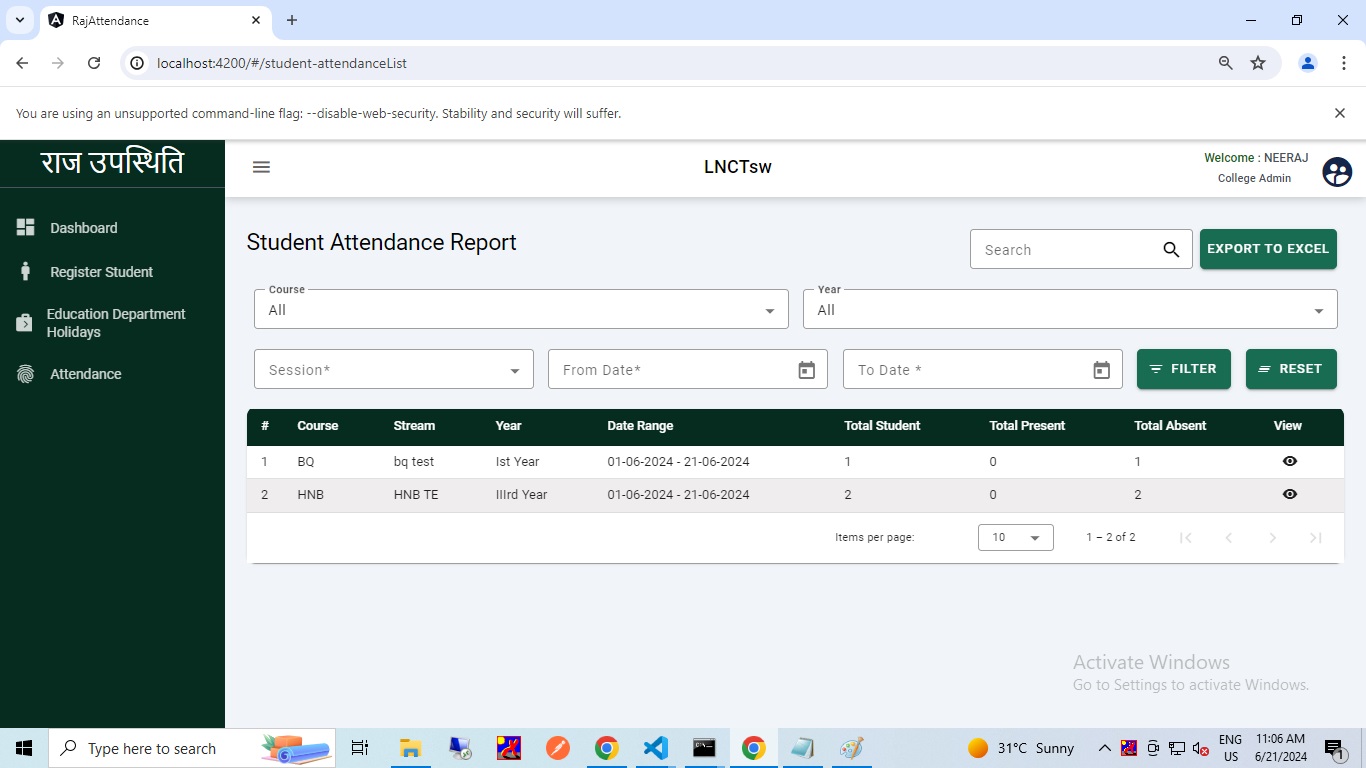 RajAttendance
localhost:4200/#/student-attendanceList
You are using an unsupported command-line flag: --disable-web-security. Stability and security will suffer.
राज उपस्थिति
LNCTsw
Welcome : NEERAJ
College Admin
Dashboard
Register Student
Education Department
Holidays
Attendance
Student Attendance Report
Search
EXPORT TO EXCEL
Course
All
Year
All
Session*
From Date*
To Date *
FILTER
RESET
# Course Stream Year Date Range Total Student Total Present Total Absent View
1 BQ bq test Ist Year 01-06-2024 - 21-06-2024 1 0 1
2 HNB HNB TE IIIrd Year 01-06-2024 - 21-06-2024 2 0 2
Items per page: 10 1 – 2 of 2
Activate Windows
Go to Settings to activate Windows.
Type here to search
31°C Sunny
ENG
US
11:06 AM
6/21/2024
1